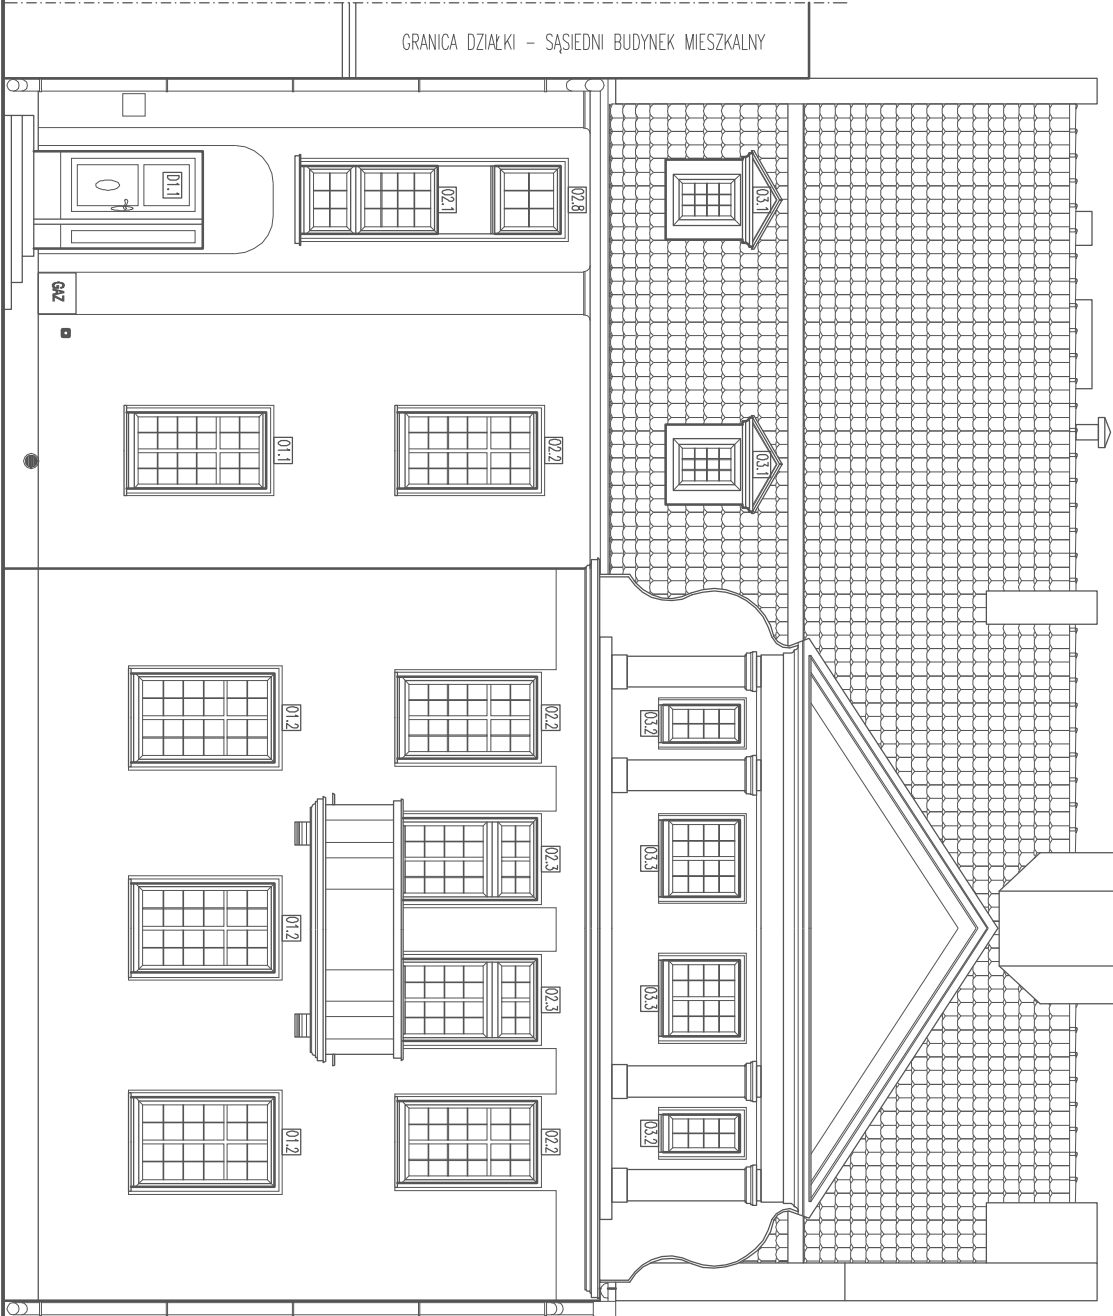 GRANICA DZIAŁKI – SĄSIEDNI BUDYNEK MIESZKALNY
D1.1
O2.1
O2.8
O3.1
GAZ
O1.1
O2.2
O3.1
O1.2
O2.2
O3.2
O2.3
O3.3
O1.2
O2.3
O3.3
O1.2
O2.2
O3.2